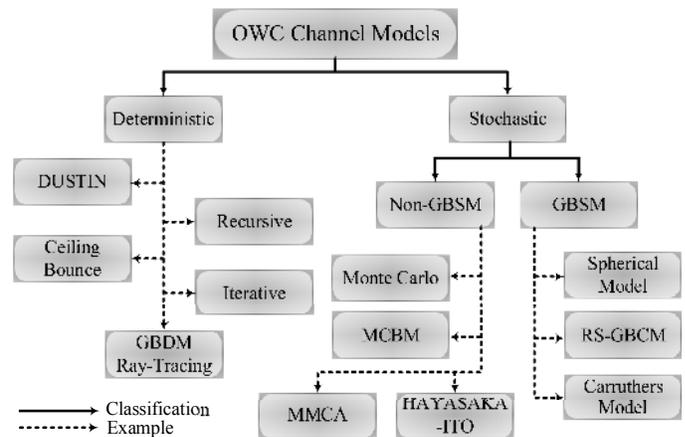 OWC Channel Models
Deterministic
Stochastic
DUSTIN
Recursive
Ceiling
Bounce
Iterative
GBDM
Ray-Tracing
Non-GBSM
GBSM
Monte Carlo
MCBM
MMCA
HAYASAKA
-ITO
Spherical
Model
RS-GBCM
Carruthers
Model
Classification
Example